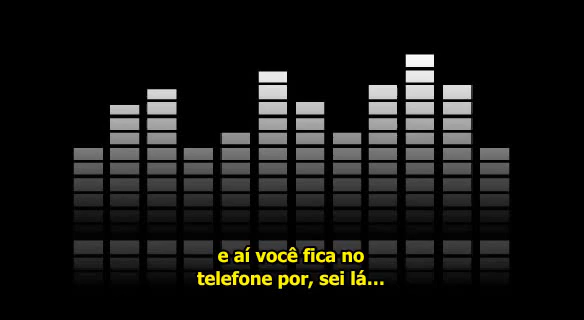 e aí você fica no
telefone por, sei lá...